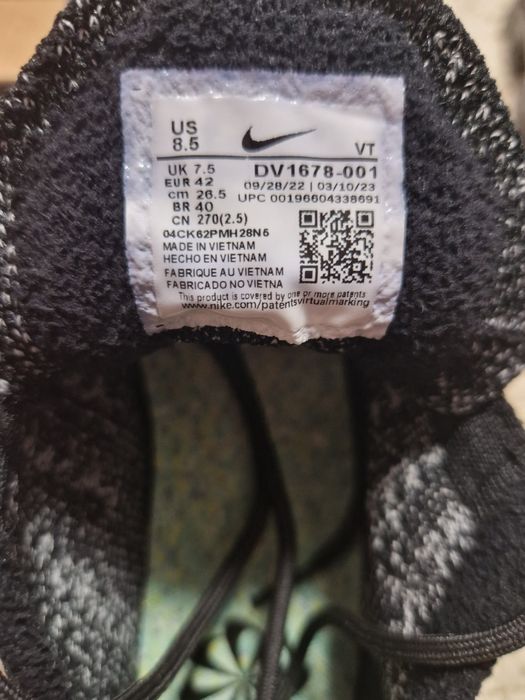 US
8.5
VT
UK 7.5
EUR 42
cm 26.5
BR 40
CN 270(2.5)
DV1678-001
09/28/22 | 03/10/23
UPC 00196604338691
04CK62PMH28N6
MADE IN VIETNAM
HECHO EN VIETNAM
FABRIQUE AU VIETNAM
FABRICADO NO VIETNA
This product is covered by one or more patents
www.nike.com/patentsvirtualmarking